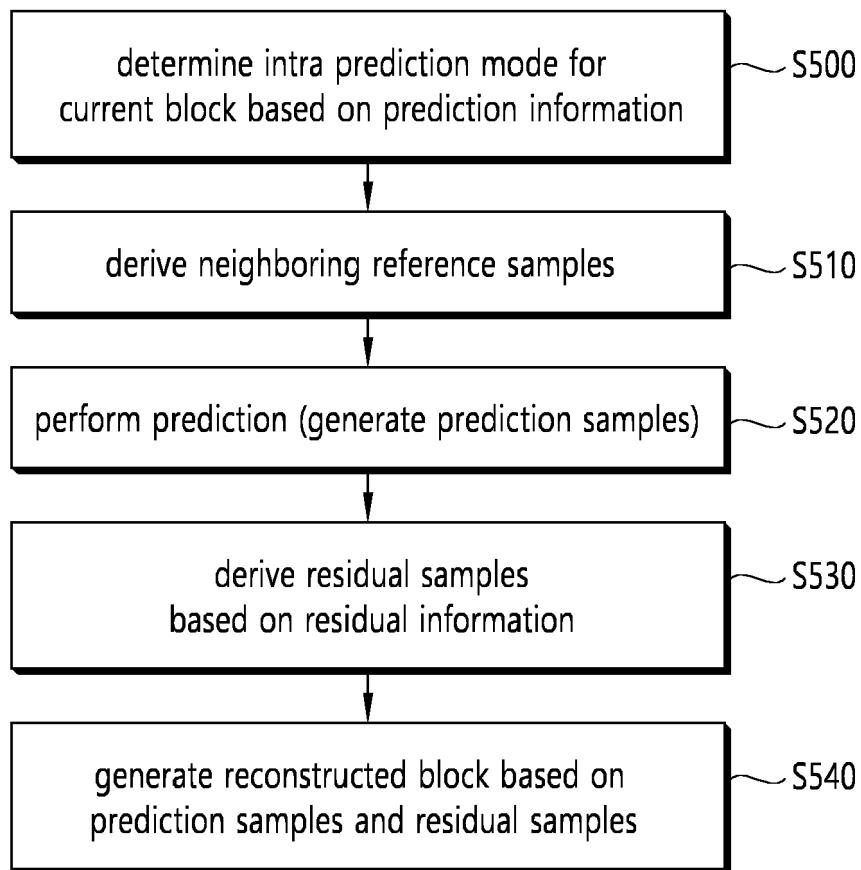 determine intra prediction mode for
current block based on prediction information
S500
derive neighboring reference samples
S510
perform prediction (generate prediction samples)
S520
derive residual samples
based on residual information
S530
generate reconstructed block based on
prediction samples and residual samples
S540